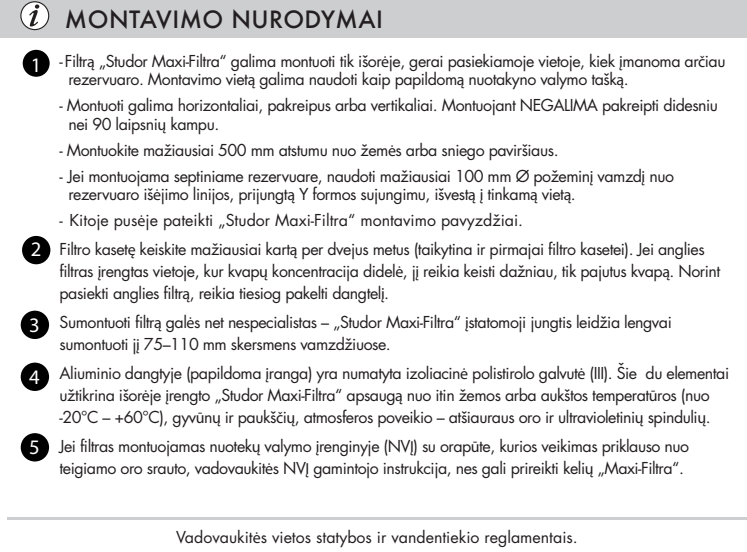 i MONTAVIMO NURODYMAI
1 - Filtrą „Studor Maxi-Filtra“ galima montuoti tik išorėje, gerai pasiekiamoje vietoje, kiek įmanoma arčiau
rezervuaro. Montavimo vietą galima naudoti kaip papildomą nuotakyno valymo tašką.
- Montuoti galima horizontaliai, pakreipus arba vertikaliai. Montuojant NEGALIMA pakreipti didesniu
nei 90 laipsnių kampu.
- Montuokite mažiausiai 500 mm atstumu nuo žemės arba sniego paviršiaus.
- Jei montuojama septiniame rezervuare, naudoti mažiausiai 100 mm Ø požeminį vamzdį nuo
rezervuaro išėjimo linijos, prijungtą Y formos sujungimu, išvestą į tinkamą vietą.
- Kitoje pusėje pateikti „Studor Maxi-Filtra“ montavimo pavyzdžiai.
2 Filtro kasetę keiskite mažiausiai kartą per dvejus metus (taikytina ir pirmajai filtro kasetei). Jei anglies
filtras įrengtas vietoje, kur kvapų koncentracija didelė, jį reikia keisti dažniau, tik pajutus kvapą. Norint
pasiekti anglies filtrą, reikia tiesiog pakelti dangtelį.
3 Sumontuoti filtrą galės net nespecialistas – „Studor Maxi-Filtra“ įstatomoji jungtis leidžia lengvai
sumontuoti jį 75–110 mm skersmens vamzdžiuose.
4 Aliuminio dangtyje (papildoma įranga) yra numatyta izoliacinė polistirolo galvutė (III). Šie du elementai
užtikrina išorėje įrengto „Studor Maxi-Filtra“ apsaugą nuo itin žemos arba aukštos temperatūros (nuo
-20°C – +60°C), gyvūnų ir paukščių, atmosferos poveikio – atšiauraus oro ir ultravioletinių spindulių.
5 Jei filtras montuojamas nuotekų valymo įrenginyje (NVĮ) su orapūte, kurios veikimas priklauso nuo
teigiamo oro srauto, vadovaukitės NVĮ gamintojo instrukcija, nes gali prireikti kelių „Maxi-Filtra“.
Vadovaukitės vietos statybos ir vandentiekio reglamentais.